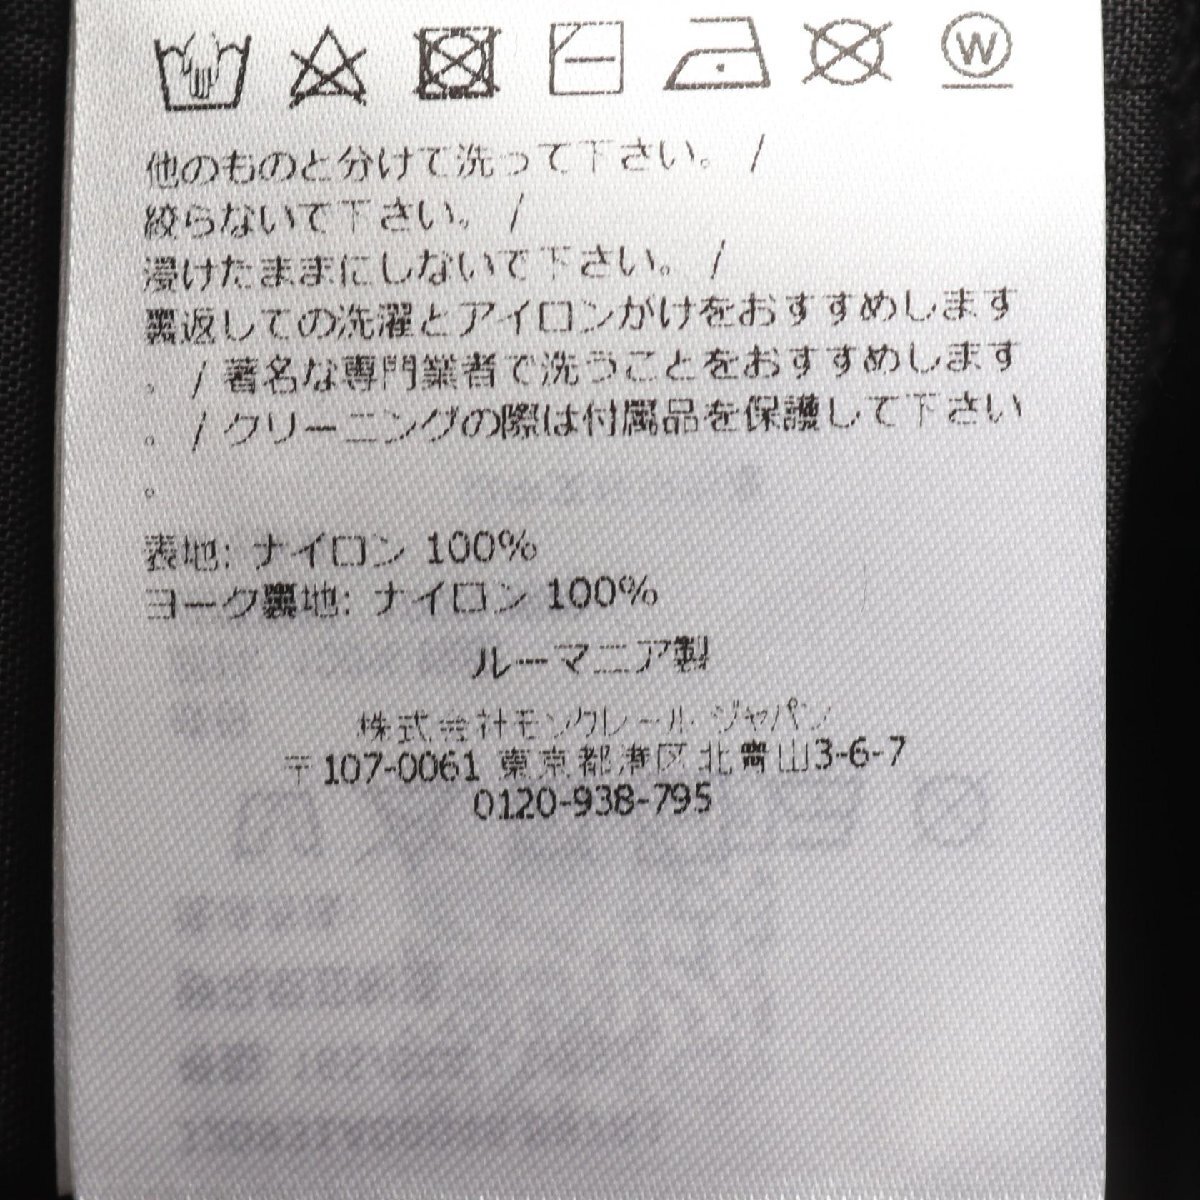 W
他のものと分けて洗って下さい。 /
絞らないで下さい。 /
浸けたままにしないで下さい。 /
裏返しての洗濯とアイロンがけをおすすめします
。 / 著名な専門業者で洗うことをおすすめします
。 / クリーニングの際は付属品を保護して下さい
。
表地: ナイロン 100%
ヨーク裏地: ナイロン 100%
ルーマニア製
株式会社モンクレール・ジャパン
〒107-0061 東京都港区北青山3-6-7
0120-938-795